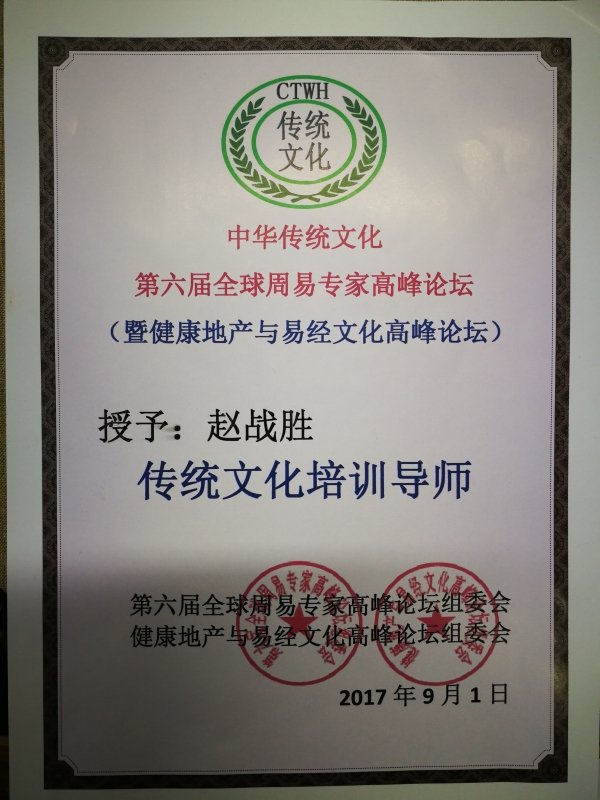 CTWH
传统
文化
中华传统文化
第六届全球周易专家高峰论坛
（暨健康地产与易经文化高峰论坛）
授予：赵战胜
传统文化培训导师
第六届全球周易专家高峰论坛组委会
健康地产与易经文化高峰论坛组委会
2017年9月1日